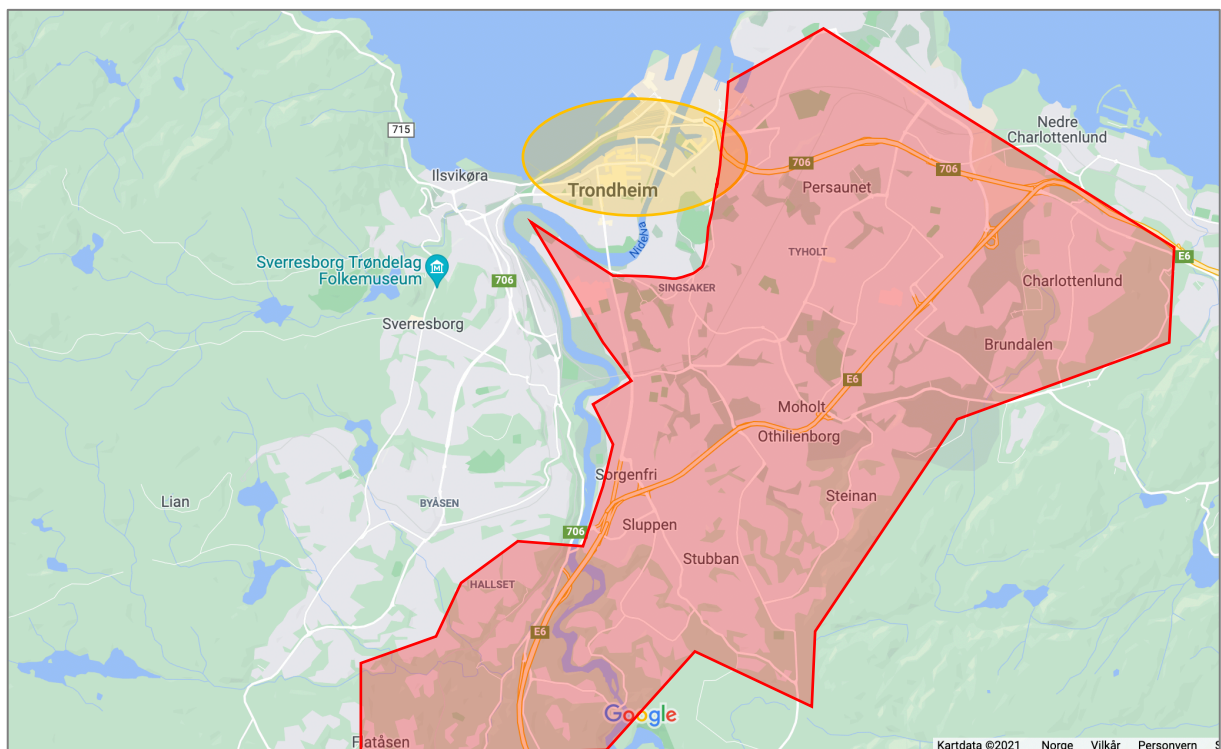 Nedre
Charlottenlund
715
Ilsvikøra
706
706
Trondheim
Persaunet
Nidelva
TYHOLT
Sverresborg Trøndelag
Folkemuseum
E6
706
SINGSAKER
Charlottenlund
Sverresborg
Brundalen
E6
Moholt
Othilienborg
Sorgenfri
Lian
BYÅSEN
Steinan
Sluppen
706
Stubban
HALLSET
E6
Google
Flatåsen
Kartdata ©2021 Norge Vilkår Personvern